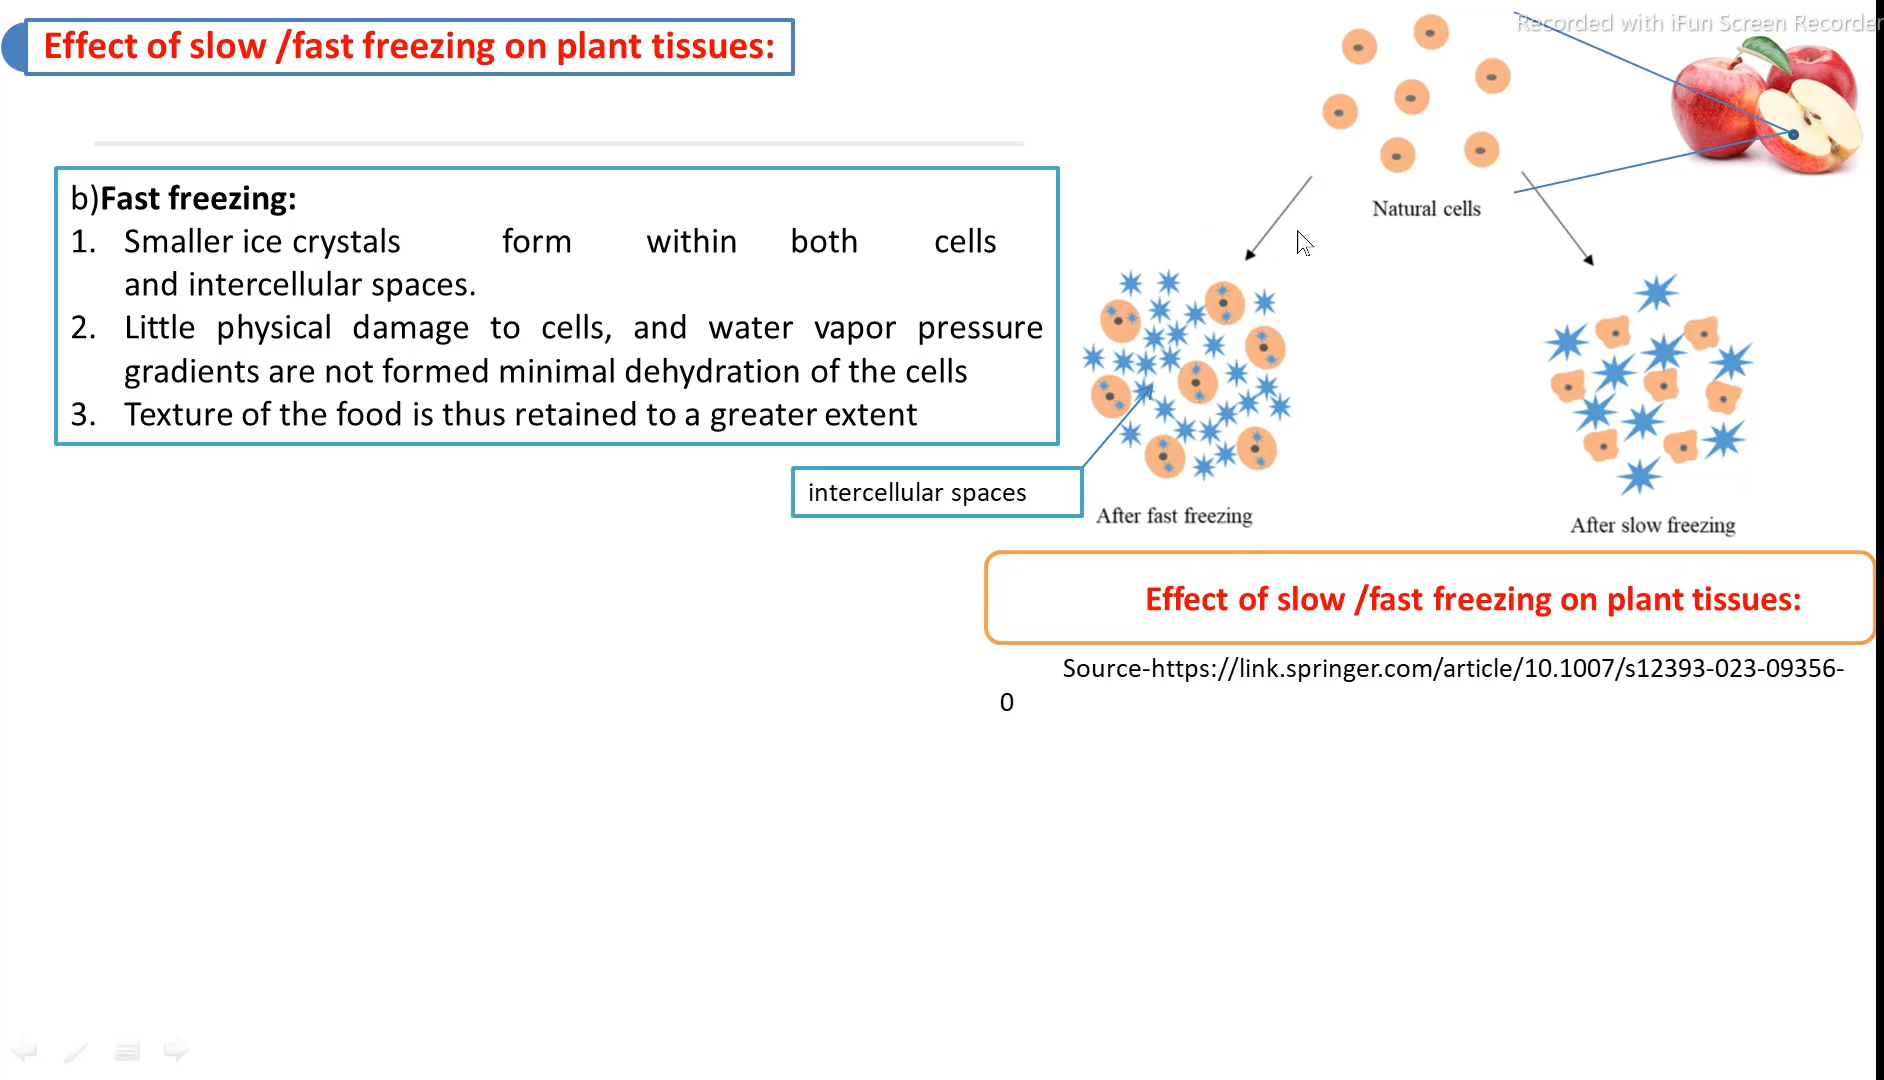 Recorded with iFun Screen Recorder
Effect of slow /fast freezing on plant tissues:
b)Fast freezing:
1. Smaller ice crystals form within both cells
and intercellular spaces.
2. Little physical damage to cells, and water vapor pressure
gradients are not formed minimal dehydration of the cells
3. Texture of the food is thus retained to a greater extent
Natural cells
intercellular spaces
After fast freezing
After slow freezing
Effect of slow /fast freezing on plant tissues:
Source-https://link.springer.com/article/10.1007/s12393-023-09356-
0